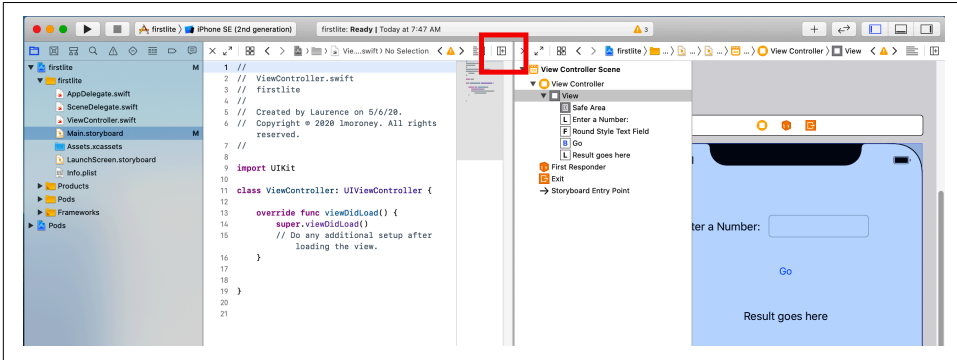 firstlite 〉 iPhone SE (2nd generation)
firstlite: Ready | Today at 7:47 AM
3
firstlite M
firstlite
AppDelegate.swift
SceneDelegate.swift
ViewController.swift
Main.storyboard M
Assets.xcassets
LaunchScreen.storyboard
Info.plist
Products
Pods
Frameworks
Pods
Vie....swift 〉 No Selection
1 //
2 // ViewController.swift
3 // firstlite
4 //
5 // Created by Laurence on 5/6/20.
6 // Copyright © 2020 lmoroney. All rights
reserved.
7 //
8
9 import UIKit
10
11 class ViewController: UIViewController {
12
13 override func viewDidLoad() {
14 super.viewDidLoad()
15 // Do any additional setup after
loading the view.
16 }
17
18
19 }
20
21
firstlite 〉 ... 〉 ... 〉 ... 〉 ... 〉 View Controller 〉 View
View Controller Scene
View Controller
View
Safe Area
L Enter a Number:
F Round Style Text Field
B Go
L Result goes here
First Responder
Exit
Storyboard Entry Point
ter a Number:
Go
Result goes here